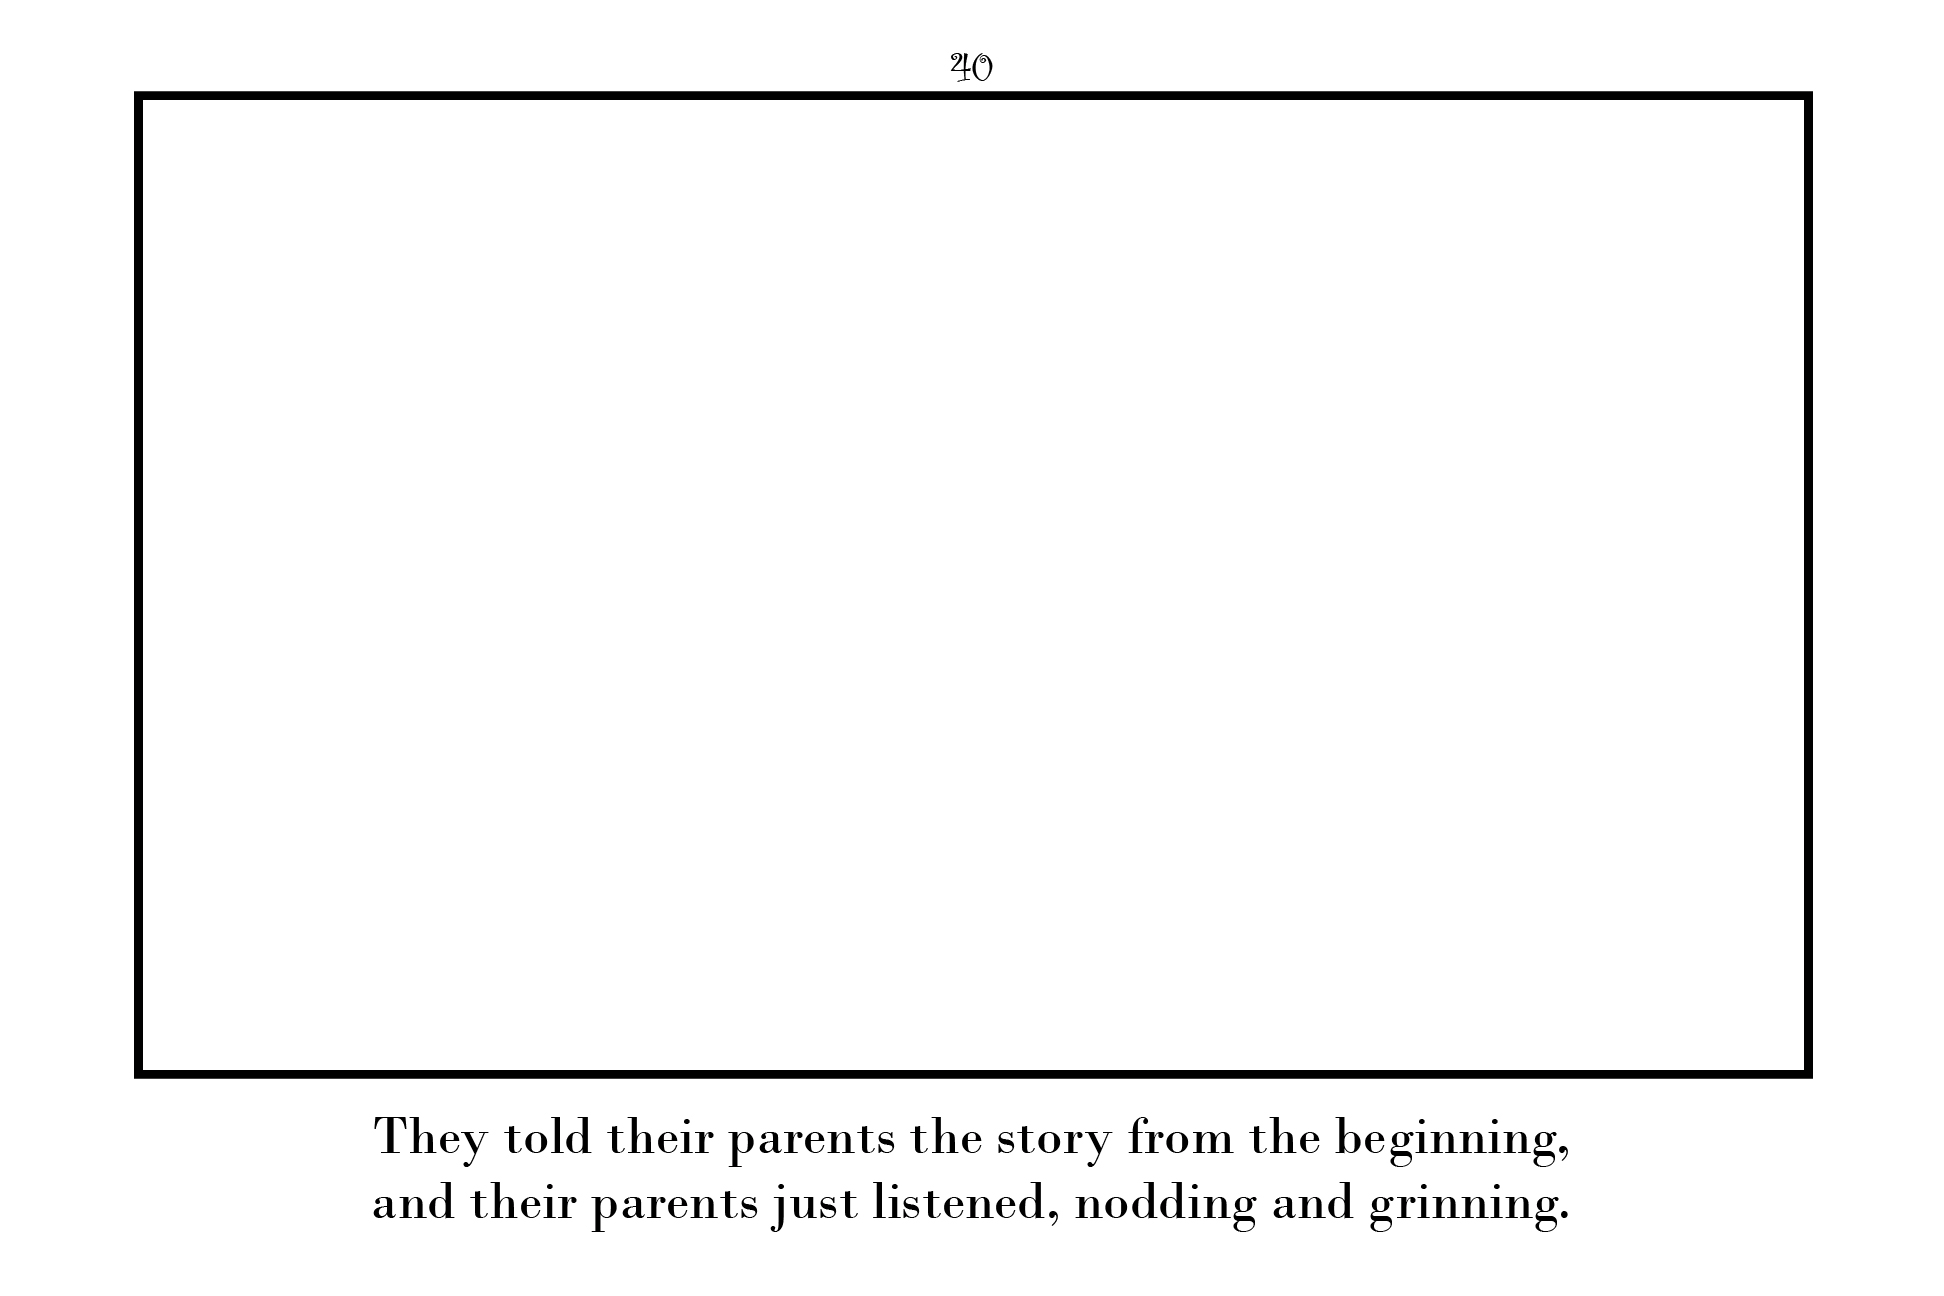 40
They told their parents the story from the beginning,
and their parents just listened, nodding and grinning.